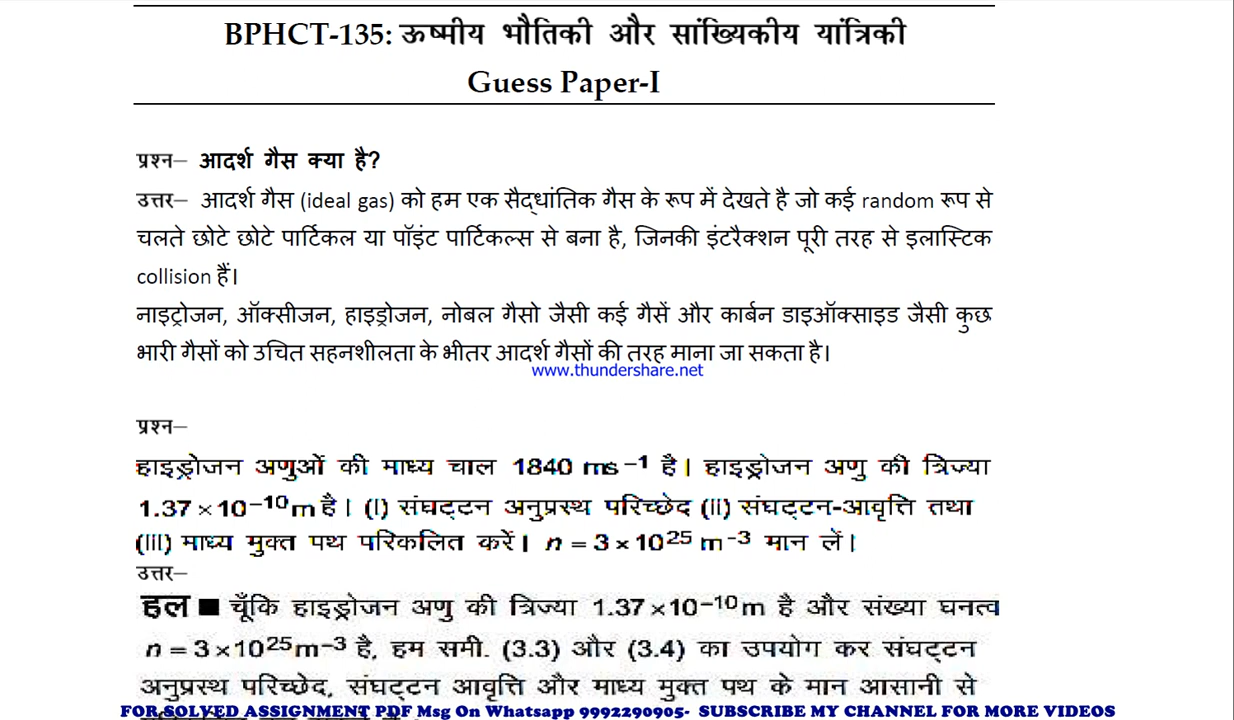 BPHCT-135: ऊष्मीय भौतिकी और सांख्यिकीय यांत्रिकी
Guess Paper-I
प्रश्न– आदर्श गैस क्या है?
उत्तर– आदर्श गैस (ideal gas) को हम एक सैद्धांतिक गैस के रूप में देखते है जो कई random रूप से
चलते छोटे छोटे पार्टिकल या पॉइंट पार्टिकल्स से बना है, जिनकी इंटरैक्शन पूरी तरह से इलास्टिक
collision हैं।
नाइट्रोजन, ऑक्सीजन, हाइड्रोजन, नोबल गैसो जैसी कई गैसें और कार्बन डाइऑक्साइड जैसी कुछ
भारी गैसों को उचित सहनशीलता के भीतर आदर्श गैसों की तरह माना जा सकता है।
www.thundershare.net
प्रश्न–
हाइड्रोजन अणुओं की माध्य चाल 1840 ms⁻¹ है। हाइड्रोजन अणु की त्रिज्या
1.37×10⁻¹⁰m है। (i) संघट्टन अनुप्रस्थ परिच्छेद (ii) संघट्टन-आवृत्ति तथा
(iii) माध्य मुक्त पथ परिकलित करें। n = 3×10²⁵ m⁻³ मान लें।
उत्तर–
हल ■ चूँकि हाइड्रोजन अणु की त्रिज्या 1.37×10⁻¹⁰m है और संख्या घनत्व
n = 3×10²⁵m⁻³ है, हम समी. (3.3) और (3.4) का उपयोग कर संघट्टन
अनुप्रस्थ परिच्छेद, संघट्टन आवृत्ति और माध्य मुक्त पथ के मान आसानी से
FOR SOLVED ASSIGNMENT PDF Msg On Whatsapp 9992290905- SUBSCRIBE MY CHANNEL FOR MORE VIDEOS